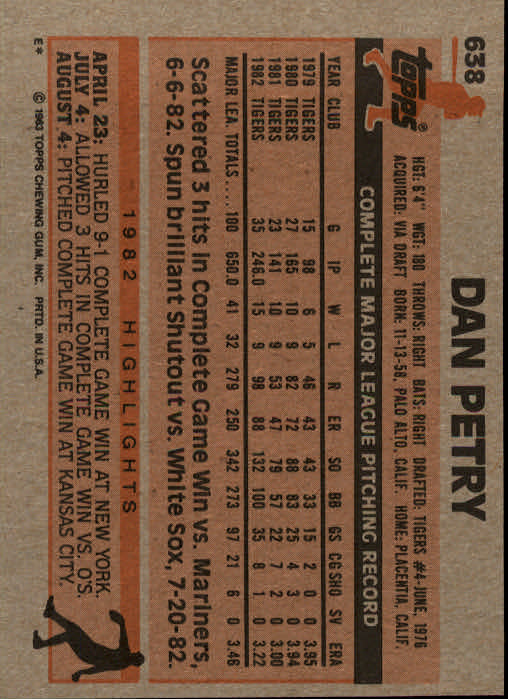 638
DAN PETRY
TOPPS®
HGT: 6'4" WGT: 180 THROWS: RIGHT BATS: RIGHT DRAFTED: TIGERS #4-JUNE, 1976
ACQUIRED: VIA DRAFT BORN: 11-13-58, PALO ALTO, CALIF. HOME: PLACENTIA, CALIF.
COMPLETE MAJOR LEAGUE PITCHING RECORD
YEAR CLUB G IP W L R ER SO BB GS CG SHO SV ERA
1979 TIGERS 15 98 6 5 46 43 43 33 15 2 0 0 3.95
1980 TIGERS 27 165 10 9 82 72 88 83 25 4 3 0 3.94
1981 TIGERS 23 141 10 9 53 47 79 57 22 7 2 0 3.00
1982 TIGERS 35 246.0 15 9 98 88 132 100 35 8 1 0 3.22
MAJOR LEA. TOTALS.... 100 650.0 41 32 279 250 342 273 97 21 6 0 3.46
Scattered 3 hits in Complete Game Win vs. Mariners,
6-6-82. Spun brilliant Shutout vs. White Sox, 7-20-82.
1982 HIGHLIGHTS
APRIL 23: HURLED 9-1 COMPLETE GAME WIN AT NEW YORK.
JULY 4: ALLOWED 3 HITS IN COMPLETE GAME WIN VS. O'S.
AUGUST 4: PITCHED COMPLETE GAME WIN AT KANSAS CITY.
E* © 1983 TOPPS CHEWING GUM, INC. PRTD. IN U.S.A.